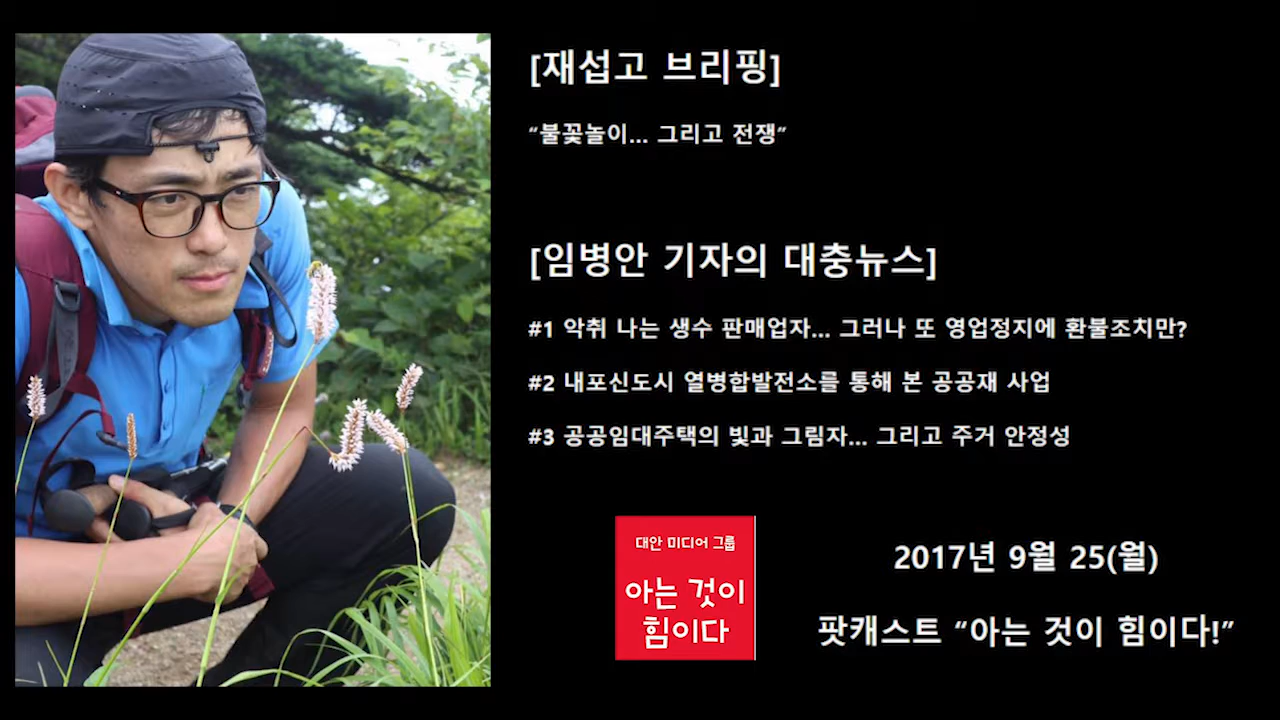 [재섭고 브리핑]
“불꽃놀이... 그리고 전쟁”
[임병안 기자의 대충뉴스]
#1 악취 나는 생수 판매업자... 그러나 또 영업정지에 환불조치만?
#2 내포신도시 열병합발전소를 통해 본 공공재 사업
#3 공공임대주택의 빛과 그림자... 그리고 주거 안정성
대안 미디어 그룹
아는 것이
힘이다
2017년 9월 25(월)
팟캐스트 “아는 것이 힘이다!”